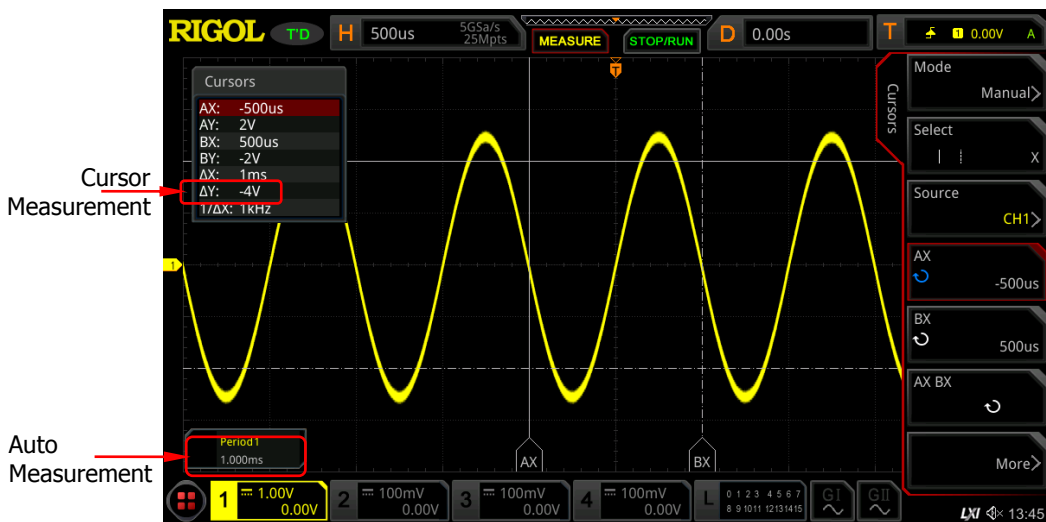 RIGOL T'D H 500us 5GSa/s 25Mpts MEASURE STOP/RUN D 0.00s T 1 0.00V A
T
Cursors
AX: -500us
AY: 2V
BX: 500us
BY: -2V
ΔX: 1ms
ΔY: -4V
1/ΔX: 1kHz
Cursor
Measurement
1
Period1
1.000ms
Auto
Measurement
AX
BX
Cursors
Mode
Manual>
Select
X
Source
CH1>
AX
-500us
BX
500us
AX BX
More>
1 1.00V
0.00V
2 100mV
0.00V
3 100mV
0.00V
4 100mV
0.00V
L 0 1 2 3 4 5 6 7
8 9 10 11 12 13 14 15
GI
GII
LXI 13:45